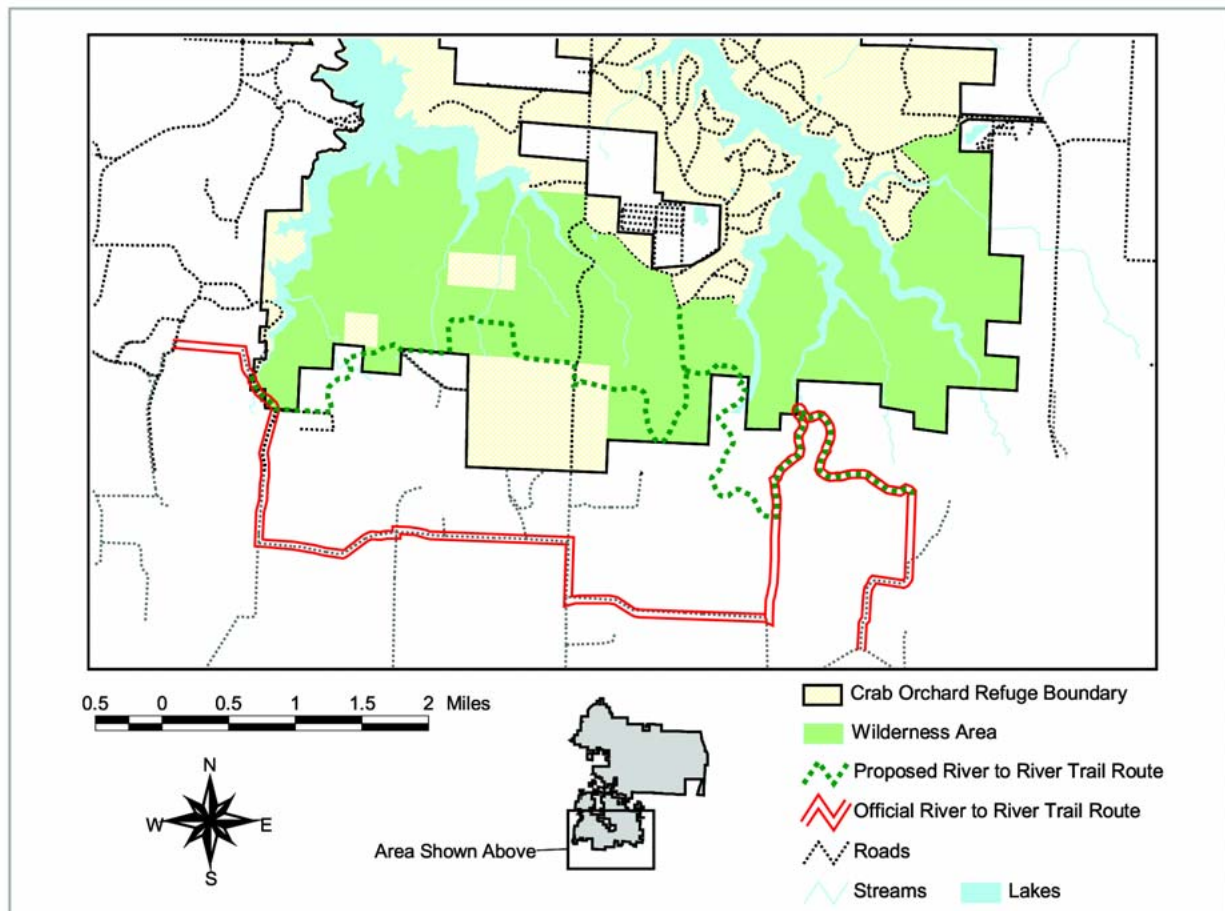 0.5 0 0.5 1 1.5 2 Miles
N
W E
S
Area Shown Above
Crab Orchard Refuge Boundary
Wilderness Area
Proposed River to River Trail Route
Official River to River Trail Route
Roads
Streams Lakes